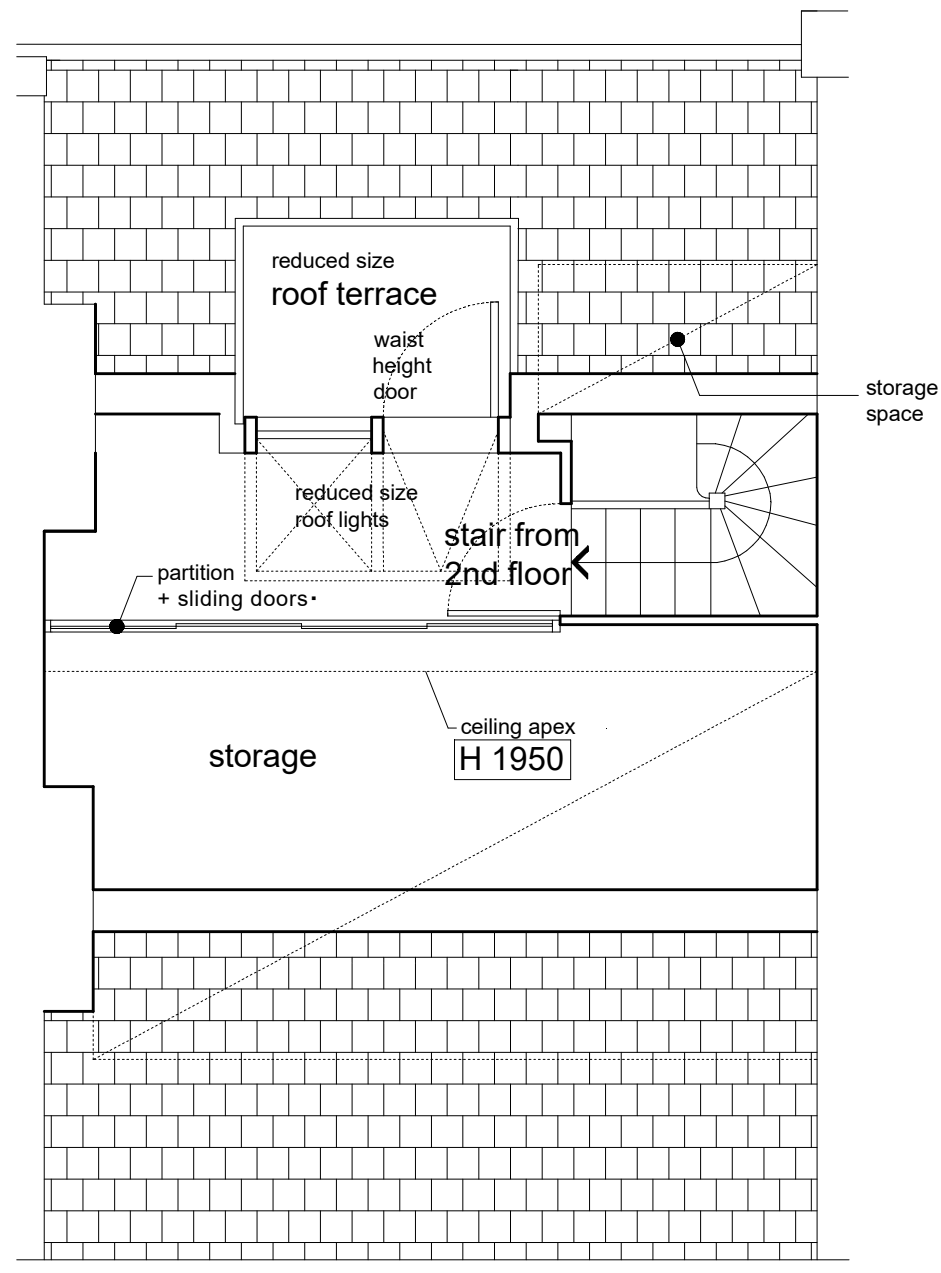 reduced size
roof terrace
waist
height
door
storage
space
reduced size
roof lights
stair from
2nd floor
partition
+ sliding doors
ceiling apex
H 1950
storage